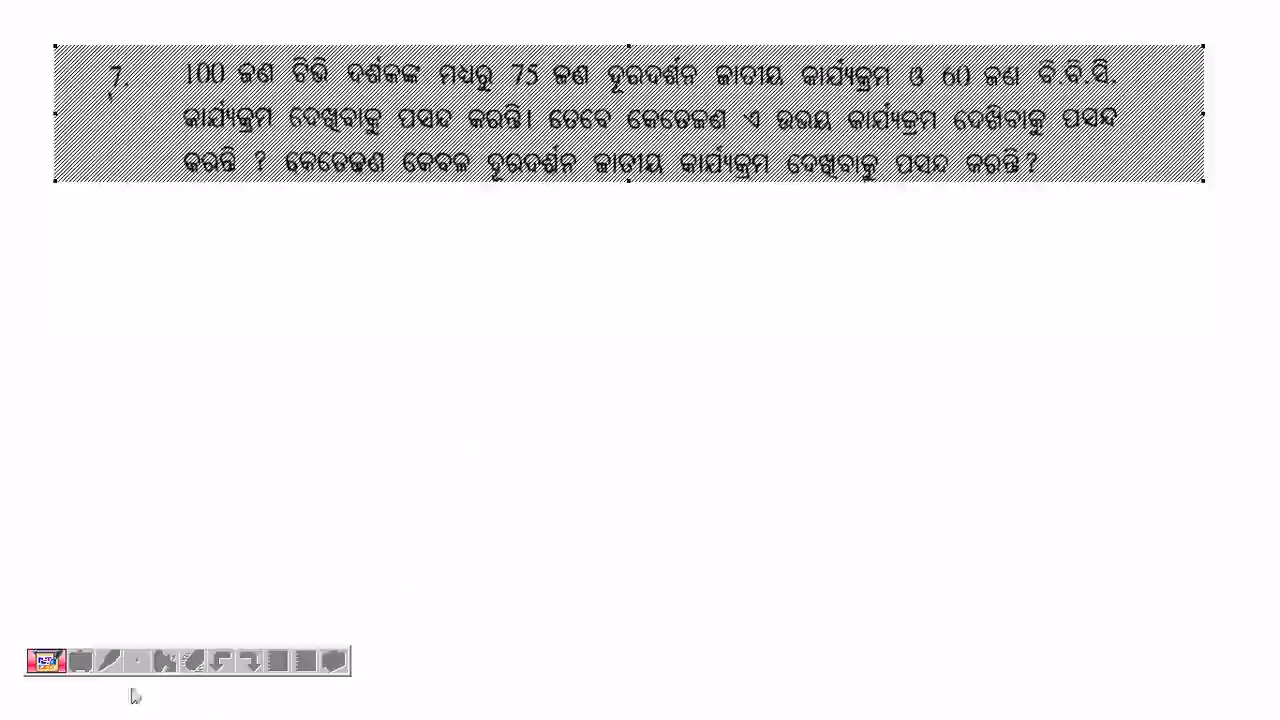 7. 100 ଜଣ ଟିଭି ଦର୍ଶକଙ୍କ ମଧ୍ୟରୁ 75 ଜଣ ଦୂରଦର୍ଶନ ଜାତୀୟ କାର୍ଯ୍ୟକ୍ରମ ଓ 60 ଜଣ ବି.ବି.ସି.
କାର୍ଯ୍ୟକ୍ରମ ଦେଖିବାକୁ ପସନ୍ଦ କରନ୍ତି। ତେବେ କେତେଜଣ ଏ ଉଭୟ କାର୍ଯ୍ୟକ୍ରମ ଦେଖିବାକୁ ପସନ୍ଦ
କରନ୍ତି ? କେତେଜଣ କେବଳ ଦୂରଦର୍ଶନ ଜାତୀୟ କାର୍ଯ୍ୟକ୍ରମ ଦେଖିବାକୁ ପସନ୍ଦ କରନ୍ତି ?